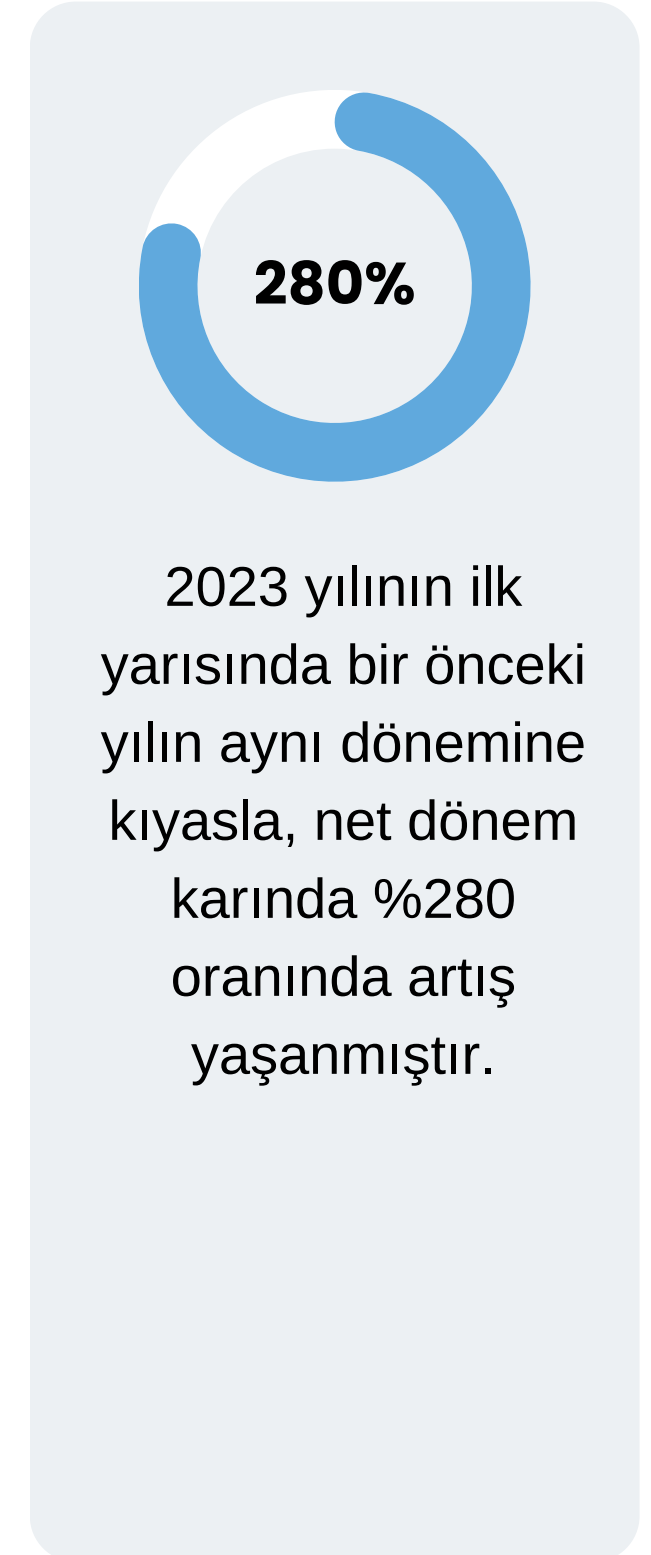 280%
2023 yılının ilk
yarısında bir önceki
yılın aynı dönemine
kıyasla, net dönem
karında %280
oranında artış
yaşanmıştır.